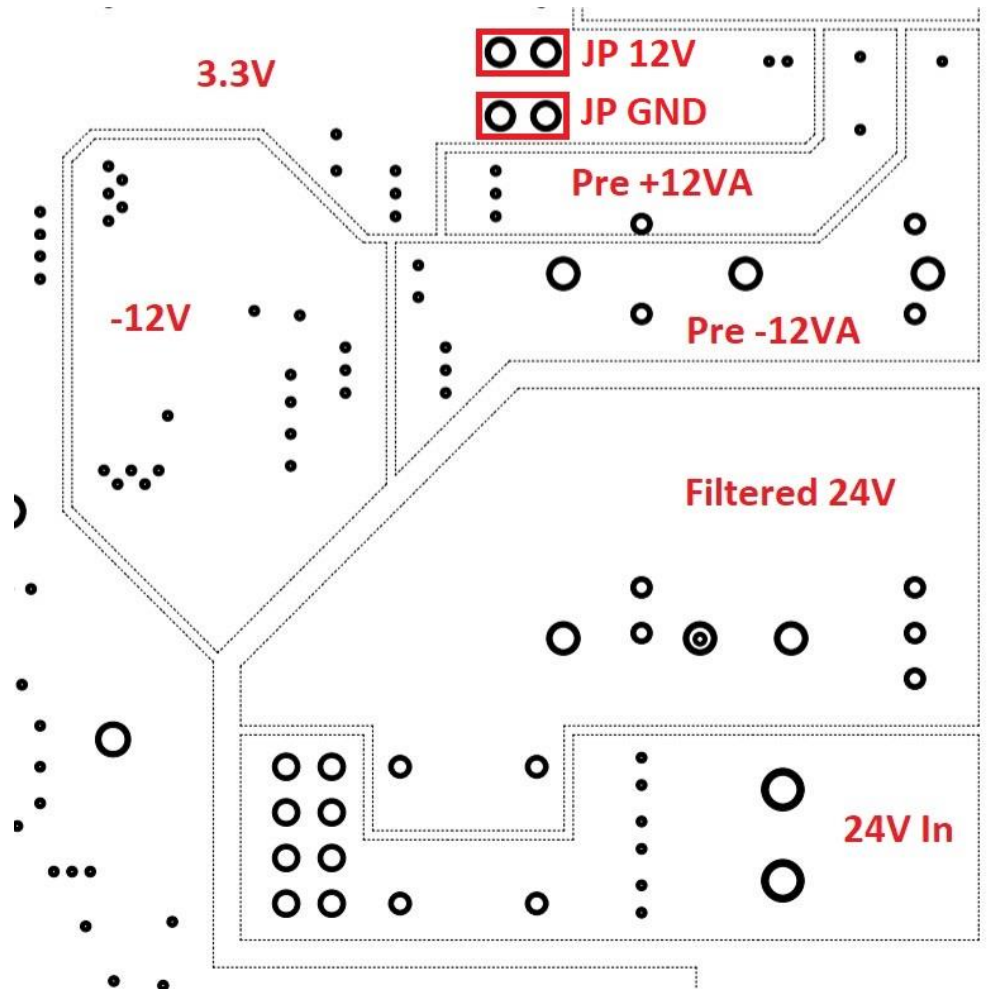 JP 12V
3.3V
JP GND
Pre +12VA
-12V
Pre -12VA
Filtered 24V
24V In